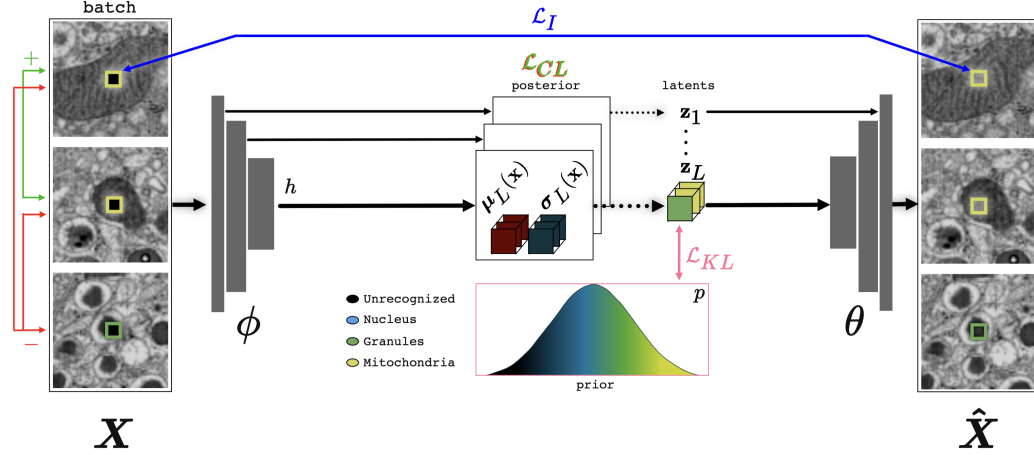 batch
𝓛_I
+
𝓛_CL
posterior
latents
z_1
⋮
z_L
h
μ_L(x)
σ_L(x)
𝓛_KL
−
ϕ
θ
p
Unrecognized
Nucleus
Granules
Mitochondria
prior
X
X̂